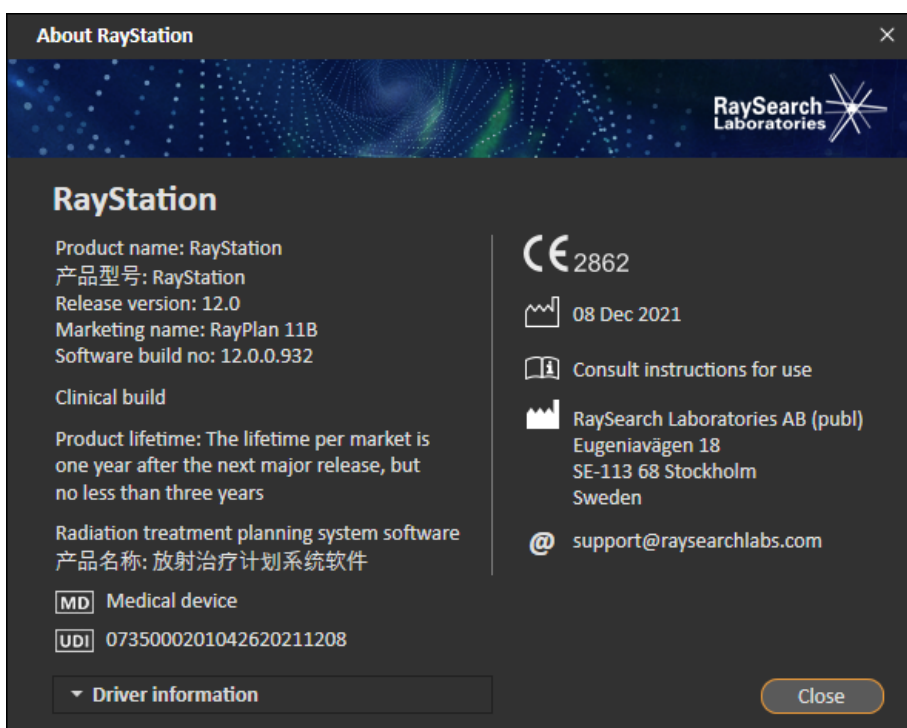 About RayStation
RaySearch
Laboratories
RayStation
Product name: RayStation
产品型号: RayStation
Release version: 12.0
Marketing name: RayPlan 11B
Software build no: 12.0.0.932
Clinical build
Product lifetime: The lifetime per market is
one year after the next major release, but
no less than three years
Radiation treatment planning system software
产品名称: 放射治疗计划系统软件
MD Medical device
UDI 0735000201042620211208
Driver information
CE 2862
08 Dec 2021
Consult instructions for use
RaySearch Laboratories AB (publ)
Eugeniavägen 18
SE-113 68 Stockholm
Sweden
@ support@raysearchlabs.com
Close